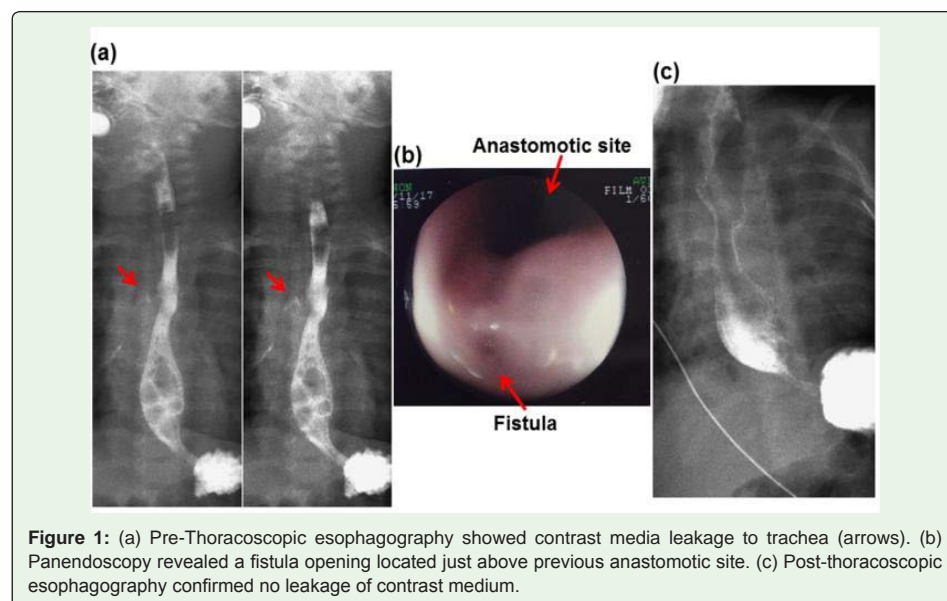 (a)
(c)
Anastomotic site
(b)
FILM
Fistula
Figure 1: (a) Pre-Thoracoscopic esophagography showed contrast media leakage to trachea (arrows). (b)
Panendoscopy revealed a fistula opening located just above previous anastomotic site. (c) Post-thoracoscopic
esophagography confirmed no leakage of contrast medium.